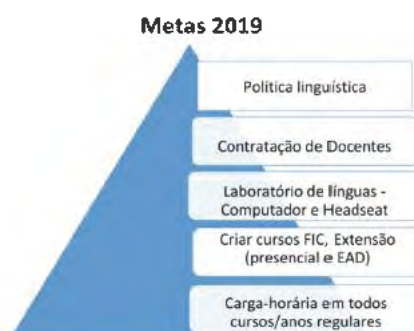 Metas 2019
Política linguística
Contratação de Docentes
Laboratório de línguas -
Computador e Headseat
Criar cursos FIC, Extensão
(presencial e EAD)
Carga-horária em todos
cursos/anos regulares